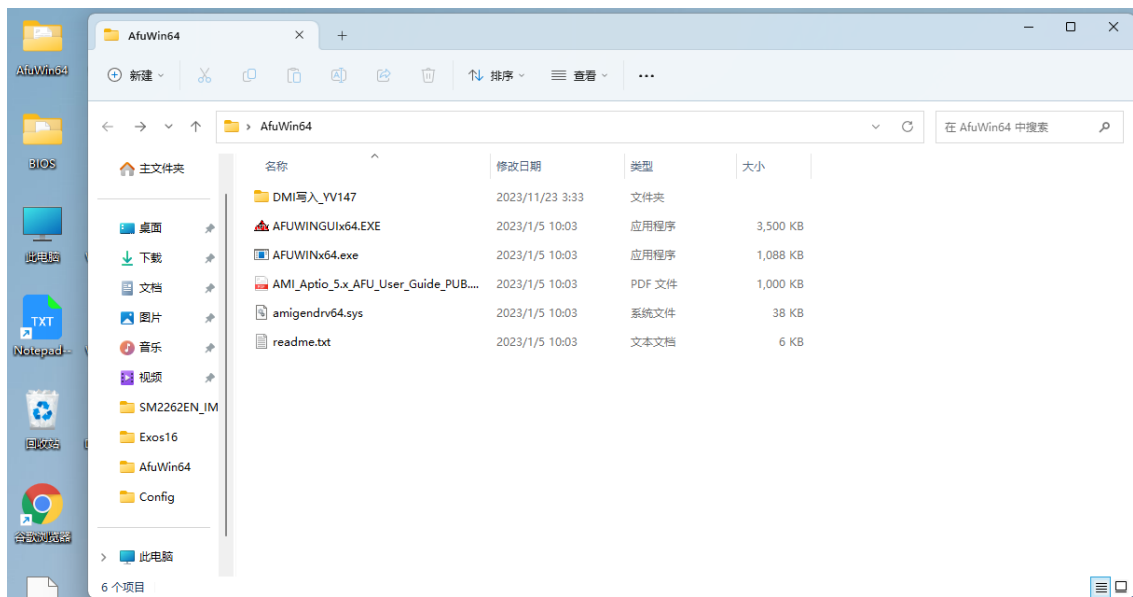 AfuWin64
AfuWin64
新建
排序
查看
AfuWin64
在 AfuWin64 中搜索
BIOS
主文件夹
名称
修改日期
类型
大小
DMI写入_YV147
2023/11/23 3:33
文件夹
桌面
AFUWINGUIx64.EXE
2023/1/5 10:03
应用程序
3,500 KB
此电脑
下载
AFUWINx64.exe
2023/1/5 10:03
应用程序
1,088 KB
文档
AMI_Aptio_5.x_AFU_User_Guide_PUB....
2023/1/5 10:03
PDF 文件
1,000 KB
图片
amigendrv64.sys
2023/1/5 10:03
系统文件
38 KB
TXT
Notepad--
音乐
readme.txt
2023/1/5 10:03
文本文档
6 KB
视频
SM2262EN_IM
回收站
Exos16
AfuWin64
Config
谷歌浏览器
此电脑
6 个项目